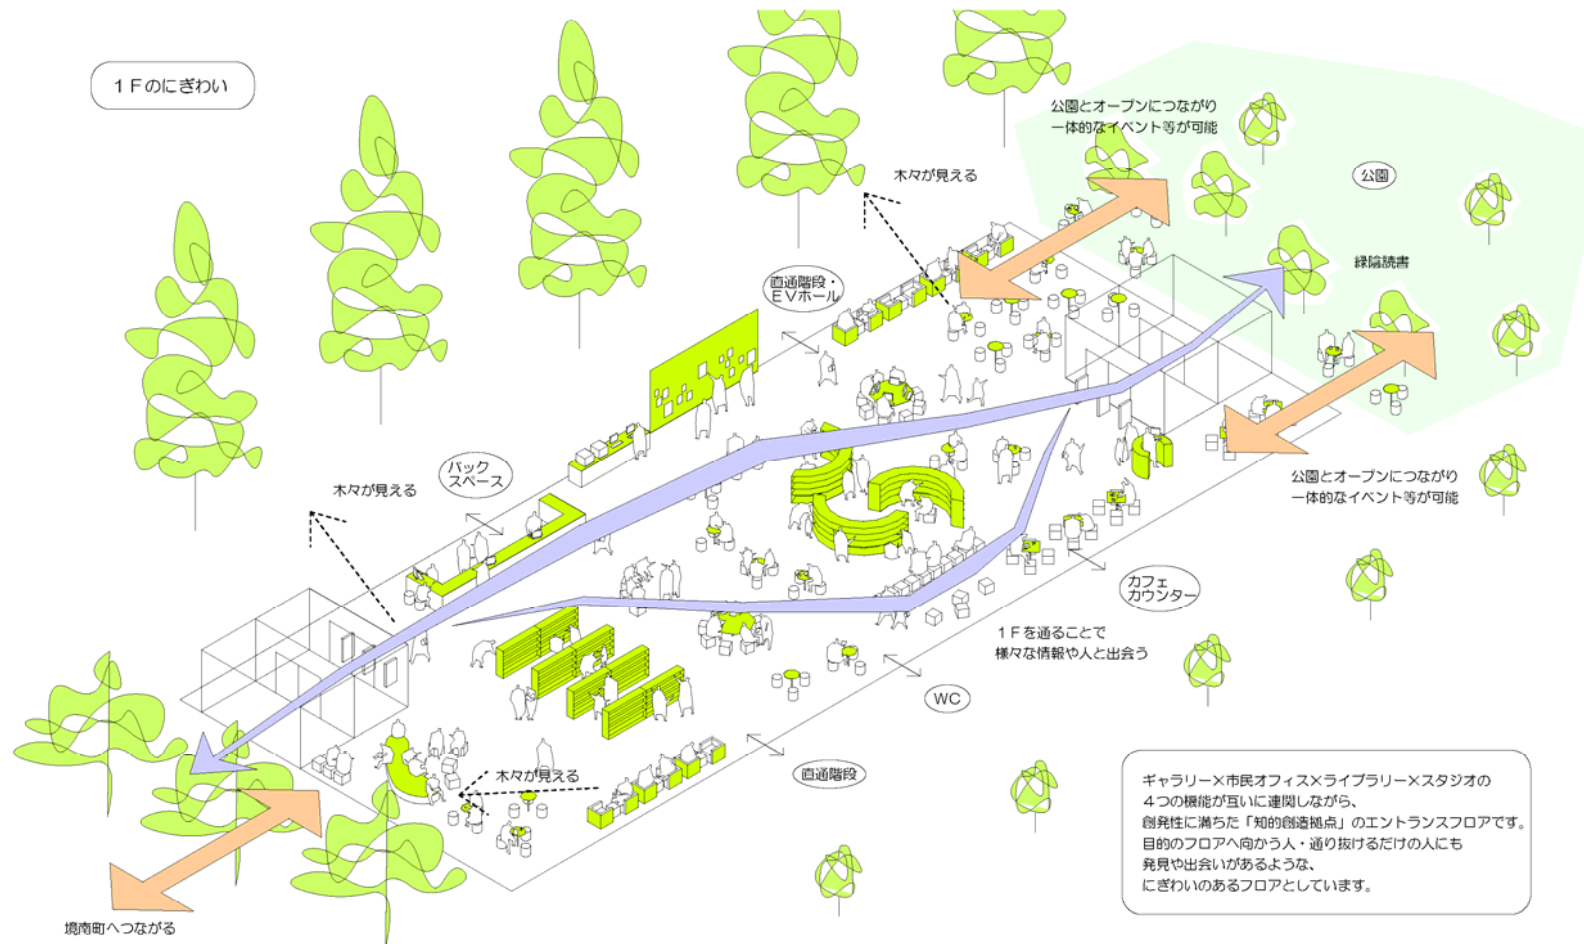 1Fのにぎわい
公園とオープンにつながり
一体的なイベント等が可能
木々が見える
公園
緑陰読書
直通階段・
EVホール
バック
スペース
木々が見える
公園とオープンにつながり
一体的なイベント等が可能
カフェ
カウンター
1Fを通ることで
様々な情報や人と出会う
WC
直通階段
木々が見える
ギャラリー×市民オフィス×ライブラリー×スタジオの
4つの機能が互いに連関しながら、
創発性に満ちた「知的創造拠点」のエントランスフロアです。
目的のフロアへ向かう人・通り抜けるだけの人にも
発見や出会いがあるような、
にぎわいのあるフロアとしています。
境南町へつながる